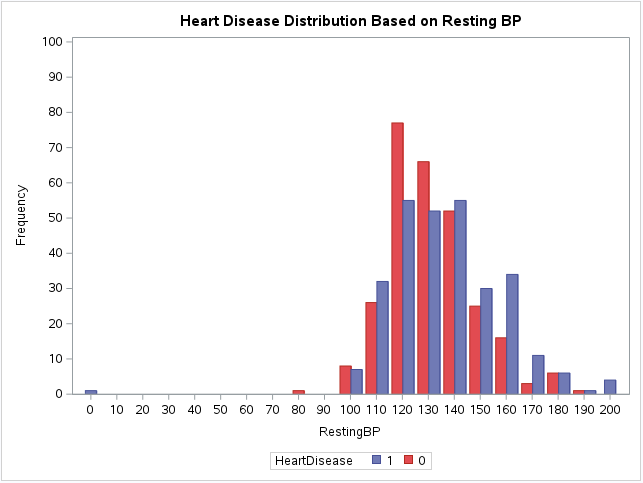 Heart Disease Distribution Based on Resting BP
100
90
80
70
60
50
40
30
20
10
0
Frequency
0 10 20 30 40 50 60 70 80 90 100 110 120 130 140 150 160 170 180 190 200
RestingBP
HeartDisease 1 0